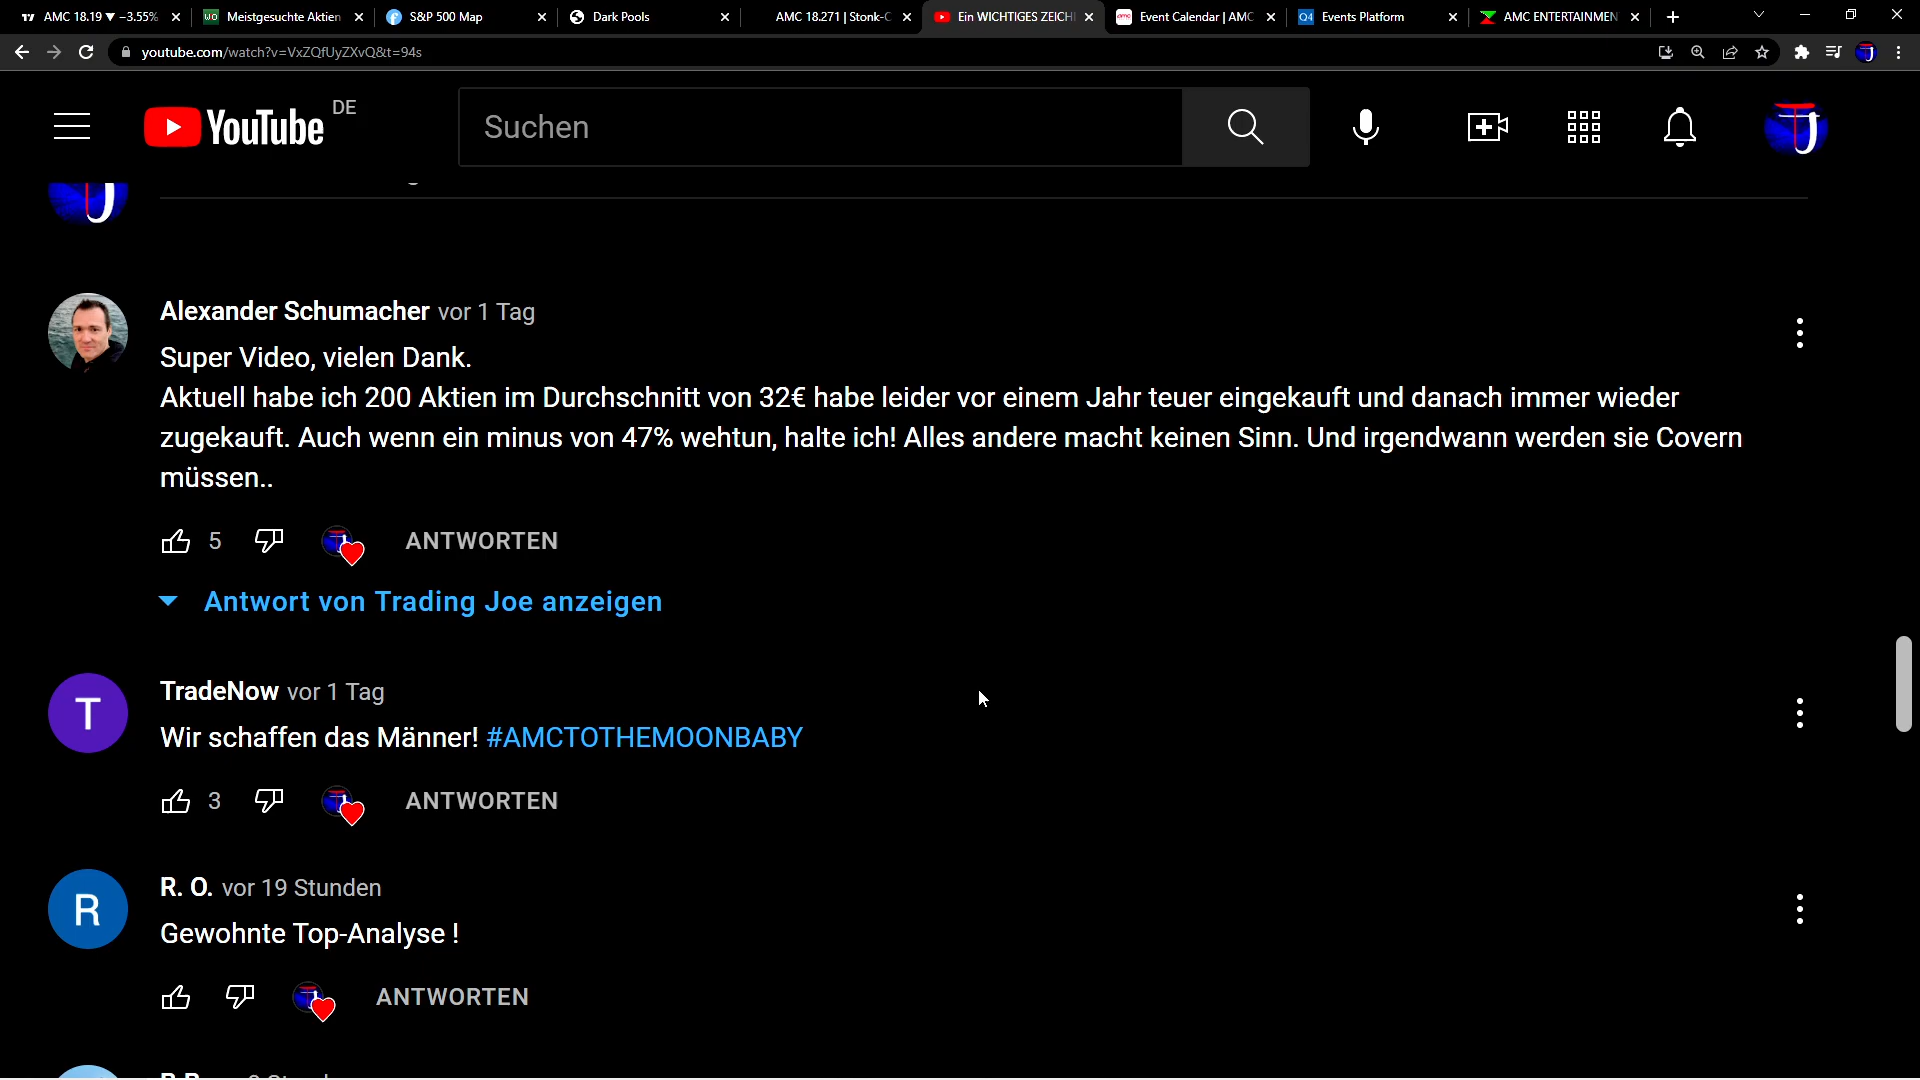 AMC 18.19 ▼ −3.55%
Meistgesuchte Aktien
S&P 500 Map
Dark Pools
AMC 18.271 | Stonk-C
Ein WICHTIGES ZEICH
Event Calendar | AMC
Events Platform
AMC ENTERTAINMEN
youtube.com/watch?v=VxZQfUyZXvQ&t=94s
YouTube DE
Suchen
Alexander Schumacher vor 1 Tag
Super Video, vielen Dank.
Aktuell habe ich 200 Aktien im Durchschnitt von 32€ habe leider vor einem Jahr teuer eingekauft und danach immer wieder
zugekauft. Auch wenn ein minus von 47% wehtun, halte ich! Alles andere macht keinen Sinn. Und irgendwann werden sie Covern
müssen..
5 ANTWORTEN
Antwort von Trading Joe anzeigen
T
TradeNow vor 1 Tag
Wir schaffen das Männer! #AMCTOTHEMOONBABY
3 ANTWORTEN
R
R. O. vor 19 Stunden
Gewohnte Top-Analyse !
ANTWORTEN